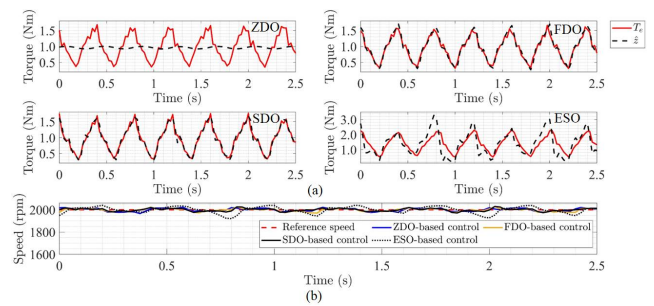 (a)
ZDO
Torque (Nm)
1.5
1.0
0.5
0 0.5 1 1.5 2 2.5
Time (s)
FDO
Torque (Nm)
1.5
1.0
0.5
0 0.5 1 1.5 2 2.5
Time (s)
T_e
ẑ
SDO
Torque (Nm)
1.5
1.0
0.5
0 0.5 1 1.5 2 2.5
Time (s)
ESO
Torque (Nm)
3.0
2.0
1.0
0 0.5 1 1.5 2 2.5
Time (s)
(a)
Speed (rpm)
2000
1800
1600
Reference speed ZDO-based control FDO-based control
SDO-based control ESO-based control
0 0.5 1 1.5 2 2.5
Time (s)
(b)